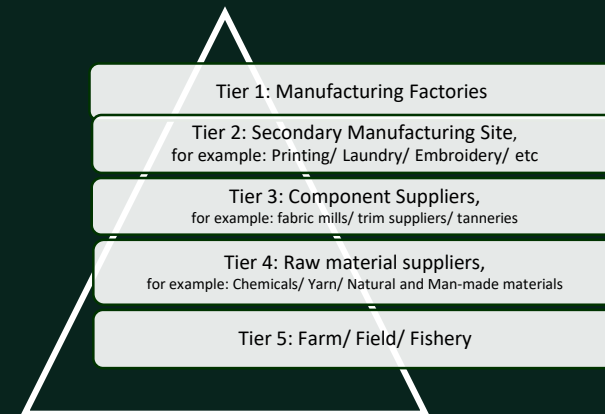 Tier 1: Manufacturing Factories
Tier 2: Secondary Manufacturing Site,
for example: Printing/ Laundry/ Embroidery/ etc
Tier 3: Component Suppliers,
for example: fabric mills/ trim suppliers/ tanneries
Tier 4: Raw material suppliers,
for example: Chemicals/ Yarn/ Natural and Man-made materials
Tier 5: Farm/ Field/ Fishery